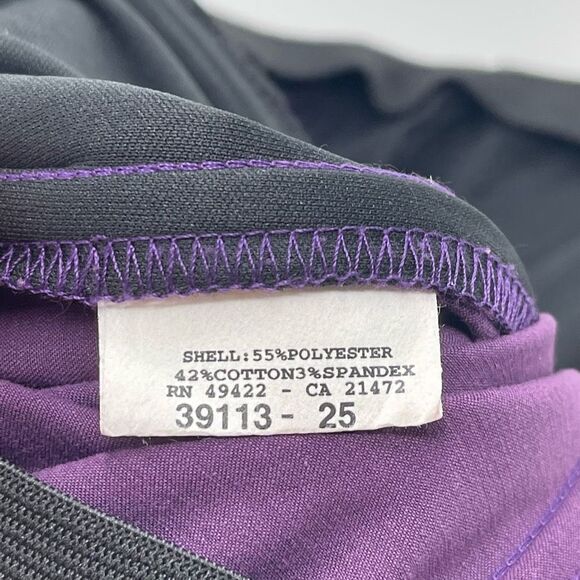 SHELL:55%POLYESTER
42%COTTON3%SPANDEX
RN 49422 - CA 21472
39113 - 25